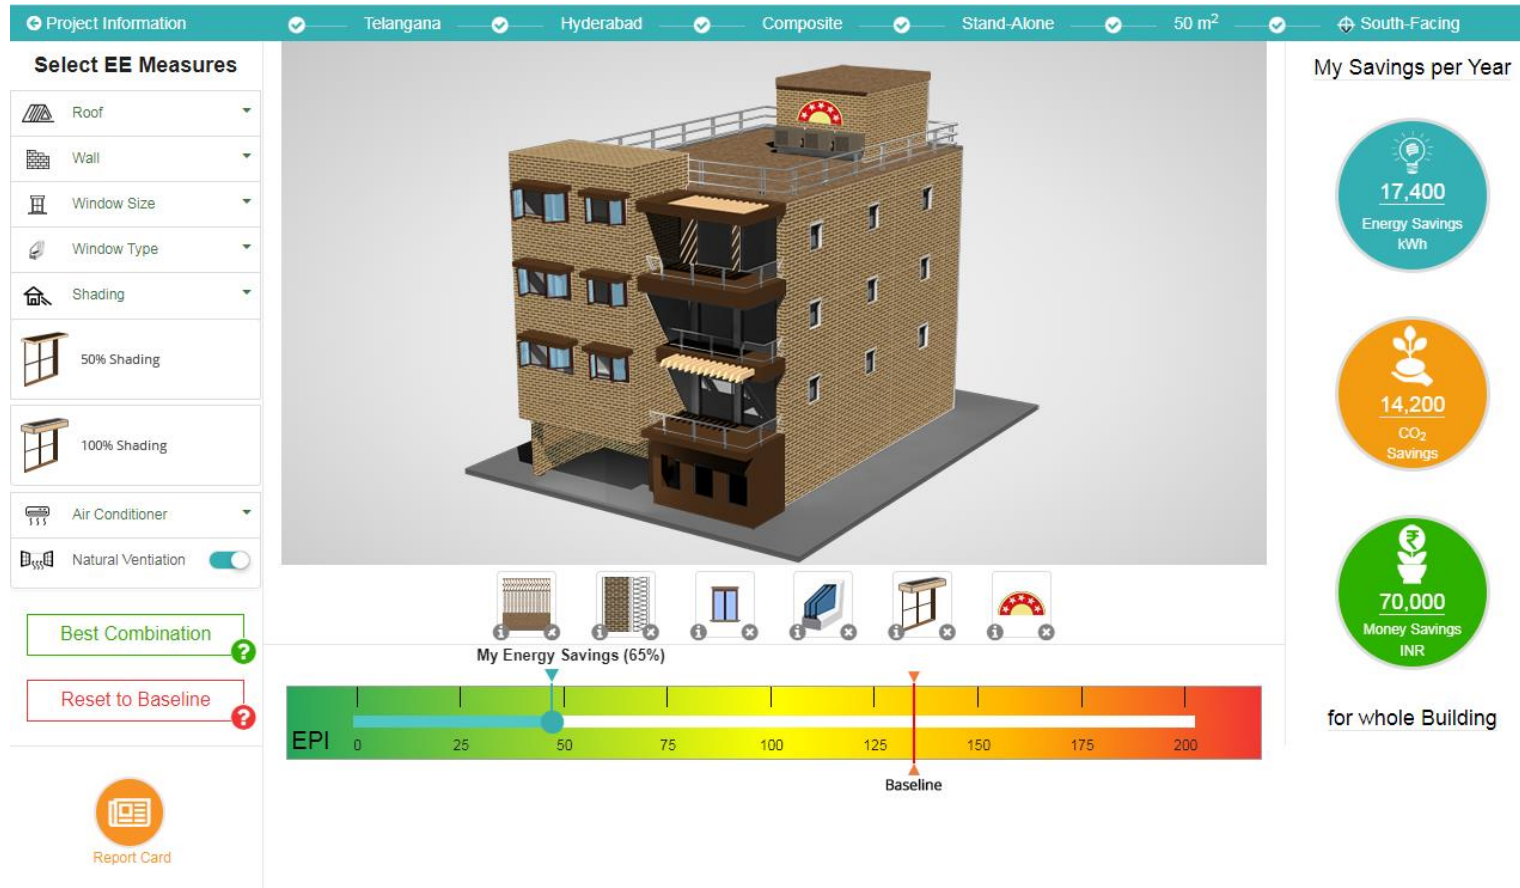 Project Information
Telangana
Hyderabad
Composite
Stand-Alone
50 m²
South-Facing
Select EE Measures
Roof
Wall
Window Size
Window Type
Shading
50% Shading
100% Shading
Air Conditioner
Natural Ventiation
Best Combination
?
Reset to Baseline
?
Report Card
My Energy Savings (65%)
EPI
0 25 50 75 100 125 150 175 200
Baseline
My Savings per Year
17,400
Energy Savings
kWh
14,200
CO₂
Savings
₹
70,000
Money Savings
INR
for whole Building